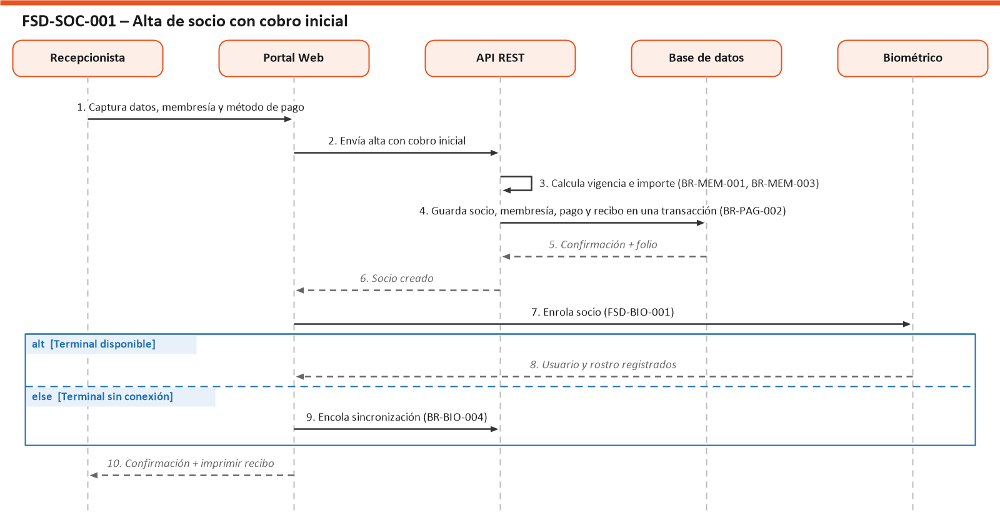 FSD-SOC-001 – Alta de socio con cobro inicial
Recepcionista
Portal Web
API REST
Base de datos
Biométrico
1. Captura datos, membresía y método de pago
2. Envía alta con cobro inicial
3. Calcula vigencia e importe (BR-MEM-001, BR-MEM-003)
4. Guarda socio, membresía, pago y recibo en una transacción (BR-PAG-002)
5. Confirmación + folio
6. Socio creado
7. Enrola socio (FSD-BIO-001)
alt [Terminal disponible]
8. Usuario y rostro registrados
else [Terminal sin conexión]
9. Encola sincronización (BR-BIO-004)
10. Confirmación + imprimir recibo